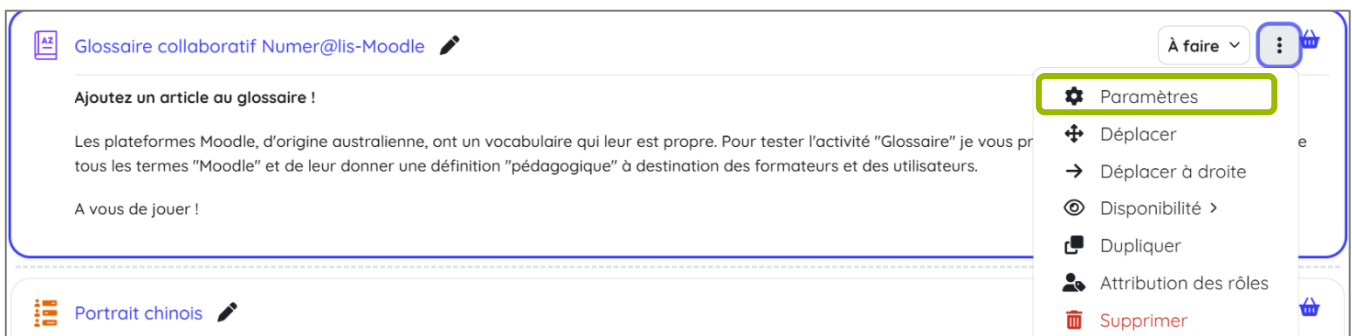 AZ
Glossaire collaboratif Numer@lis-Moodle
À faire
Ajoutez un article au glossaire !
Paramètres
Les plateformes Moodle, d'origine australienne, ont un vocabulaire qui leur est propre. Pour tester l'activité "Glossaire" je vous pr
e
Déplacer
tous les termes "Moodle" et de leur donner une définition "pédagogique" à destination des formateurs et des utilisateurs.
Déplacer à droite
A vous de jouer !
Disponibilité >
Dupliquer
Attribution des rôles
Portrait chinois
Supprimer